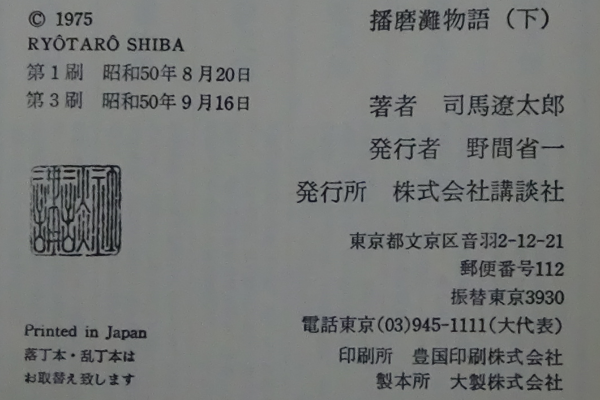 © 1975
RYÔTARÔ SHIBA
第1刷 昭和50年8月20日
第3刷 昭和50年9月16日
播磨灘物語（下）
著者 司馬遼太郎
発行者 野間省一
発行所 株式会社講談社
東京都文京区音羽2-12-21
郵便番号112
振替東京3930
電話東京(03)945-1111(大代表)
印刷所 豊国印刷株式会社
製本所 大製株式会社
Printed in Japan
落丁本・乱丁本は
お取替え致します